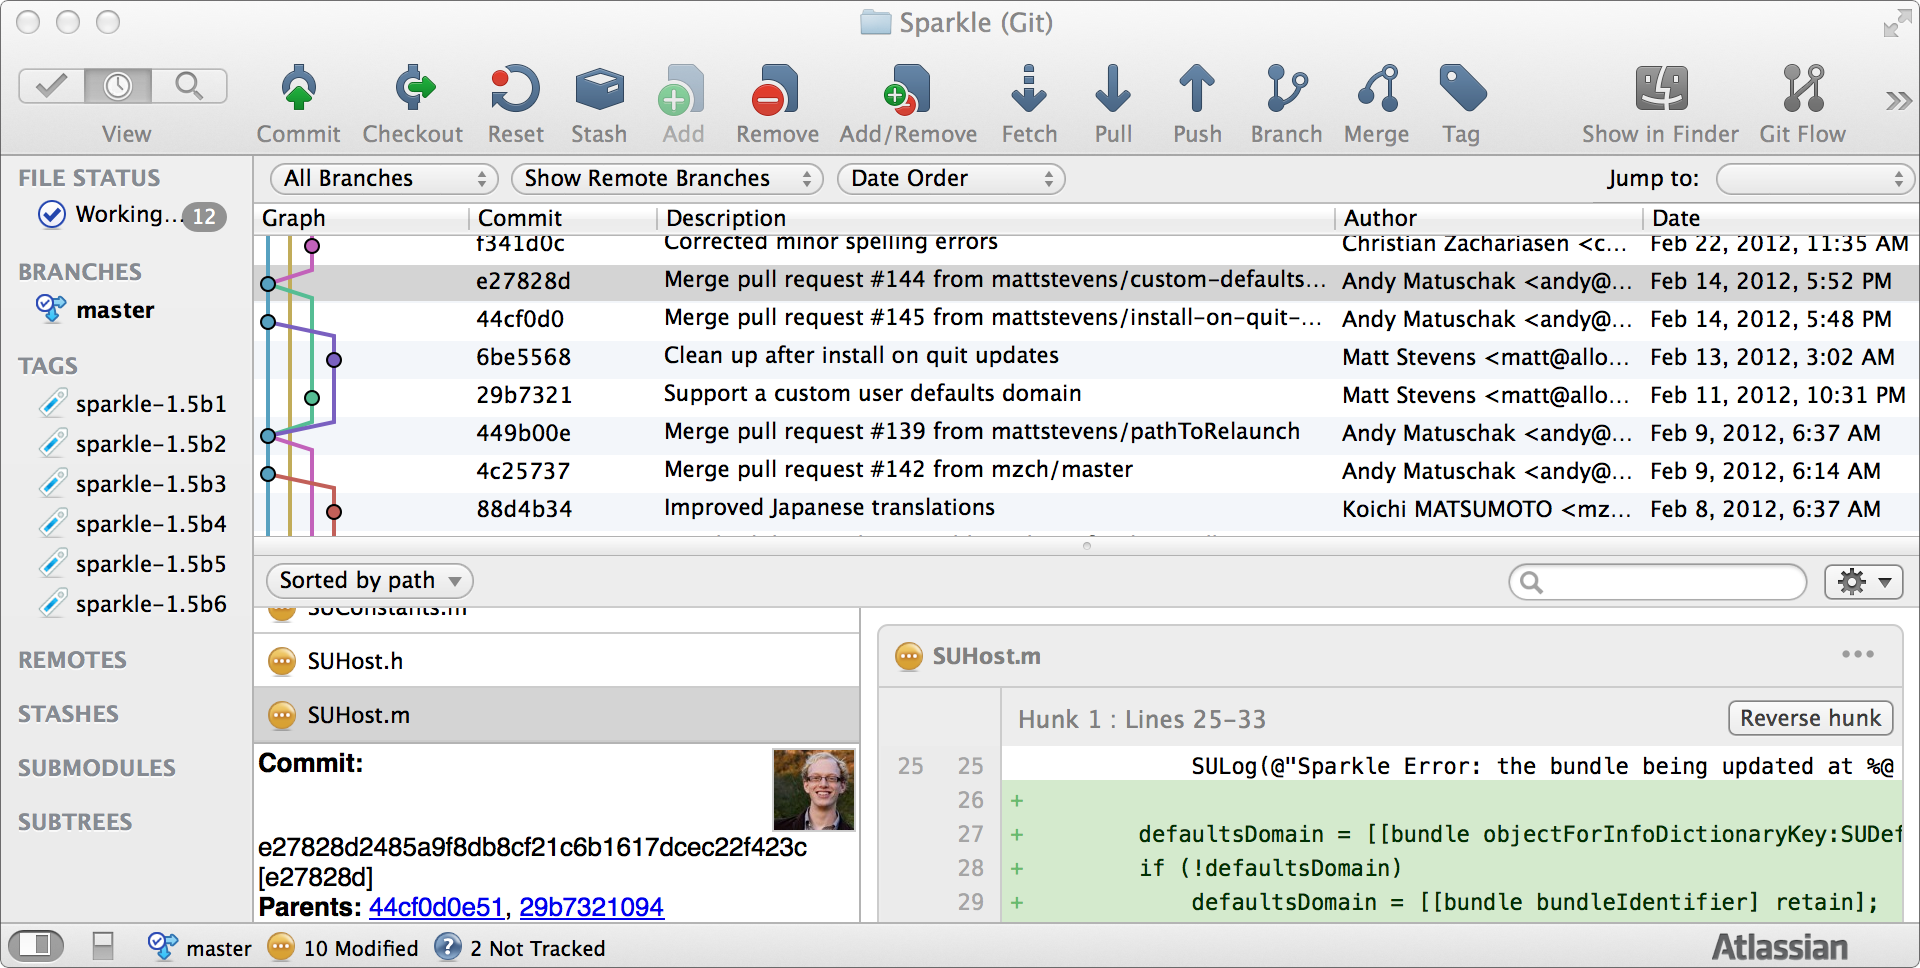 Sparkle (Git)
View
Commit
Checkout
Reset
Stash
Add
Remove
Add/Remove
Fetch
Pull
Push
Branch
Merge
Tag
Show in Finder
Git Flow
FILE STATUS
Working... 12
BRANCHES
master
TAGS
sparkle-1.5b1
sparkle-1.5b2
sparkle-1.5b3
sparkle-1.5b4
sparkle-1.5b5
sparkle-1.5b6
REMOTES
STASHES
SUBMODULES
SUBTREES
All Branches Show Remote Branches Date Order Jump to:
Graph Commit Description Author Date
f341d0c Corrected minor spelling errors Christian Zachariasen <c... Feb 22, 2012, 11:35 AM
e27828d Merge pull request #144 from mattstevens/custom-defaults... Andy Matuschak <andy@... Feb 14, 2012, 5:52 PM
44cf0d0 Merge pull request #145 from mattstevens/install-on-quit-... Andy Matuschak <andy@... Feb 14, 2012, 5:48 PM
6be5568 Clean up after install on quit updates Matt Stevens <matt@allo... Feb 13, 2012, 3:02 AM
29b7321 Support a custom user defaults domain Matt Stevens <matt@allo... Feb 11, 2012, 10:31 PM
449b00e Merge pull request #139 from mattstevens/pathToRelaunch Andy Matuschak <andy@... Feb 9, 2012, 6:37 AM
4c25737 Merge pull request #142 from mzch/master Andy Matuschak <andy@... Feb 9, 2012, 6:14 AM
88d4b34 Improved Japanese translations Koichi MATSUMOTO <mz... Feb 8, 2012, 6:37 AM
Sorted by path
SUConstants.m
SUHost.h
SUHost.m
Commit:
e27828d2485a9f8db8cf21c6b1617dcec22f423c
[e27828d]
Parents: 44cf0d0e51, 29b7321094
SUHost.m
Hunk 1 : Lines 25-33 Reverse hunk
25 25 SULog(@"Sparkle Error: the bundle being updated at %@
26 +
27 + defaultsDomain = [[bundle objectForInfoDictionaryKey:SUDef
28 + if (!defaultsDomain)
29 + defaultsDomain = [[bundle bundleIdentifier] retain];
master 10 Modified 2 Not Tracked
Atlassian